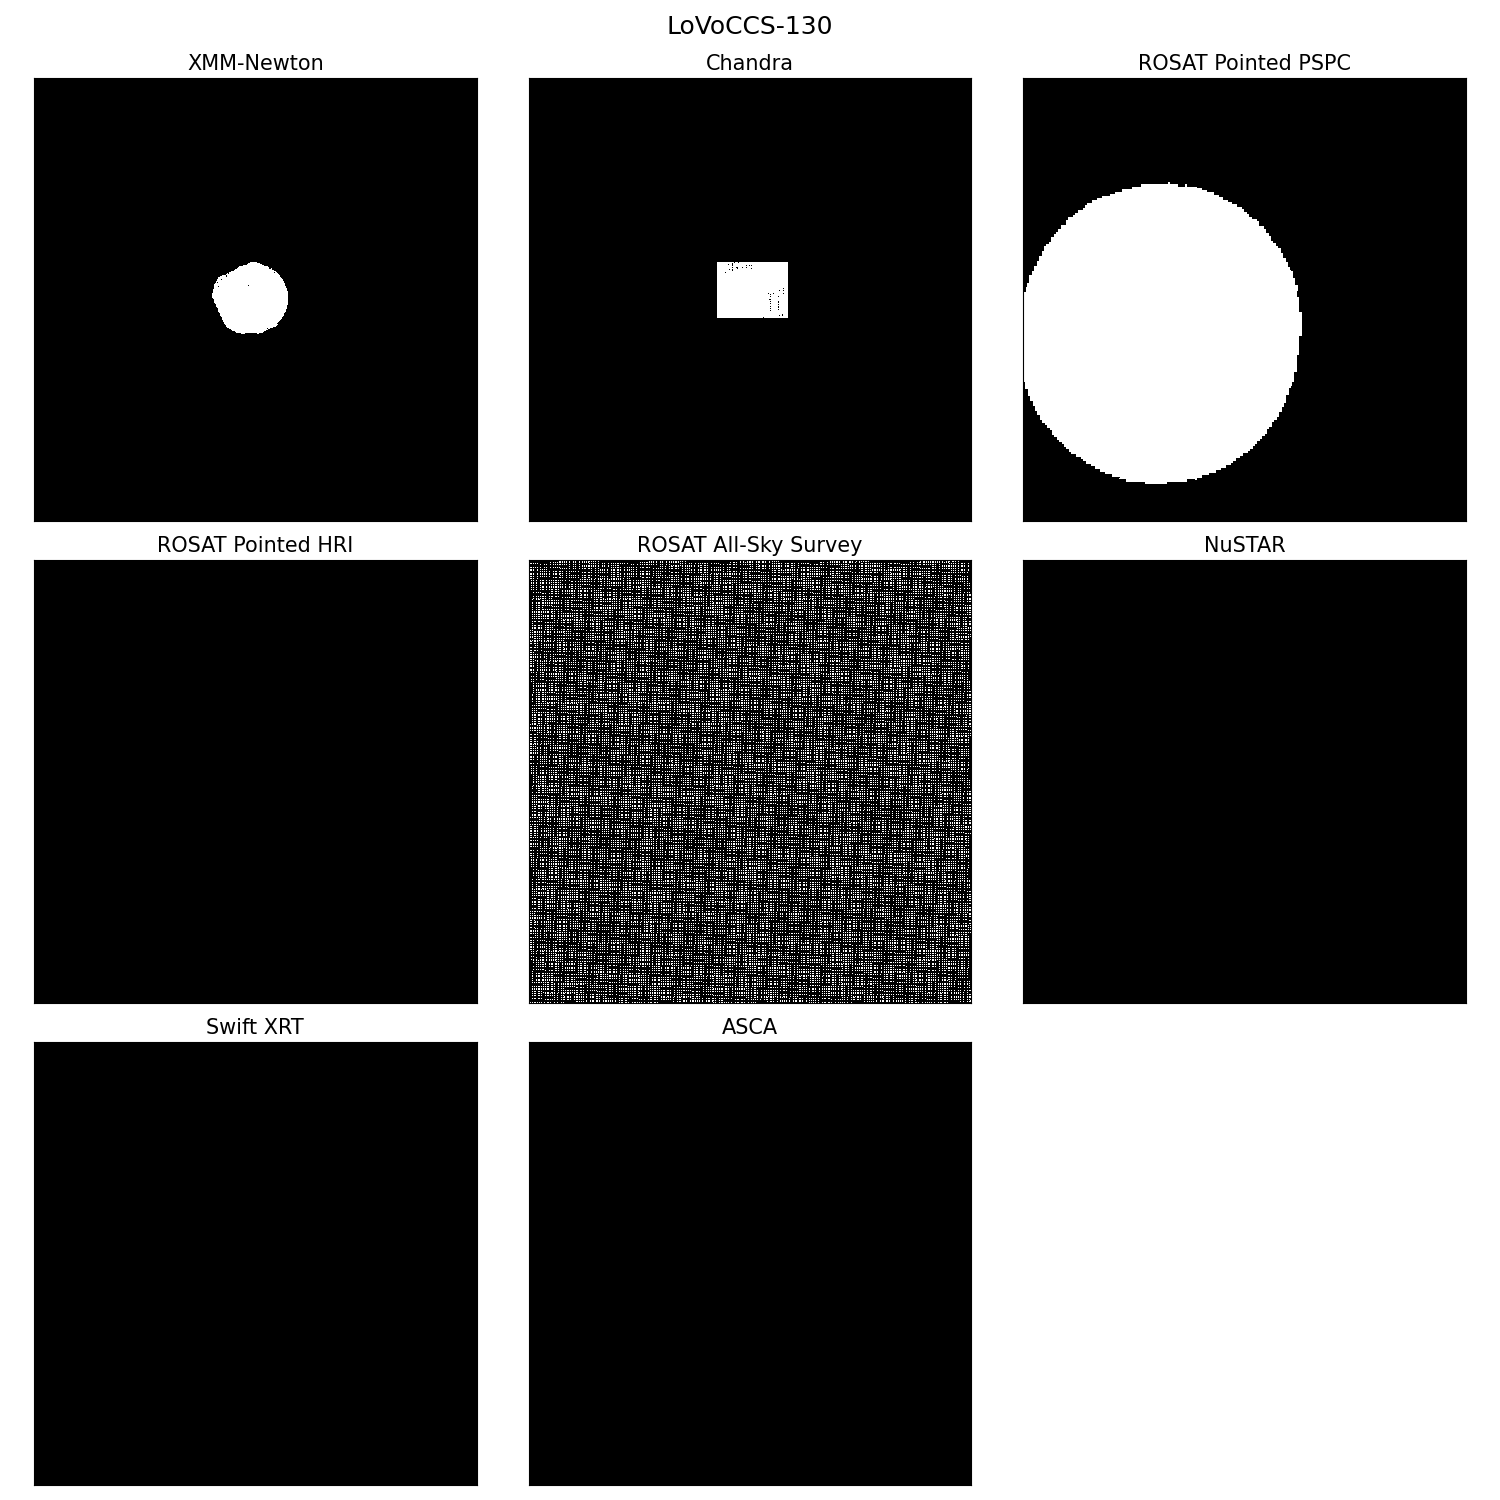 LoVoCCS-130
XMM-Newton
Chandra
ROSAT Pointed PSPC
ROSAT Pointed HRI
ROSAT All-Sky Survey
NuSTAR
Swift XRT
ASCA